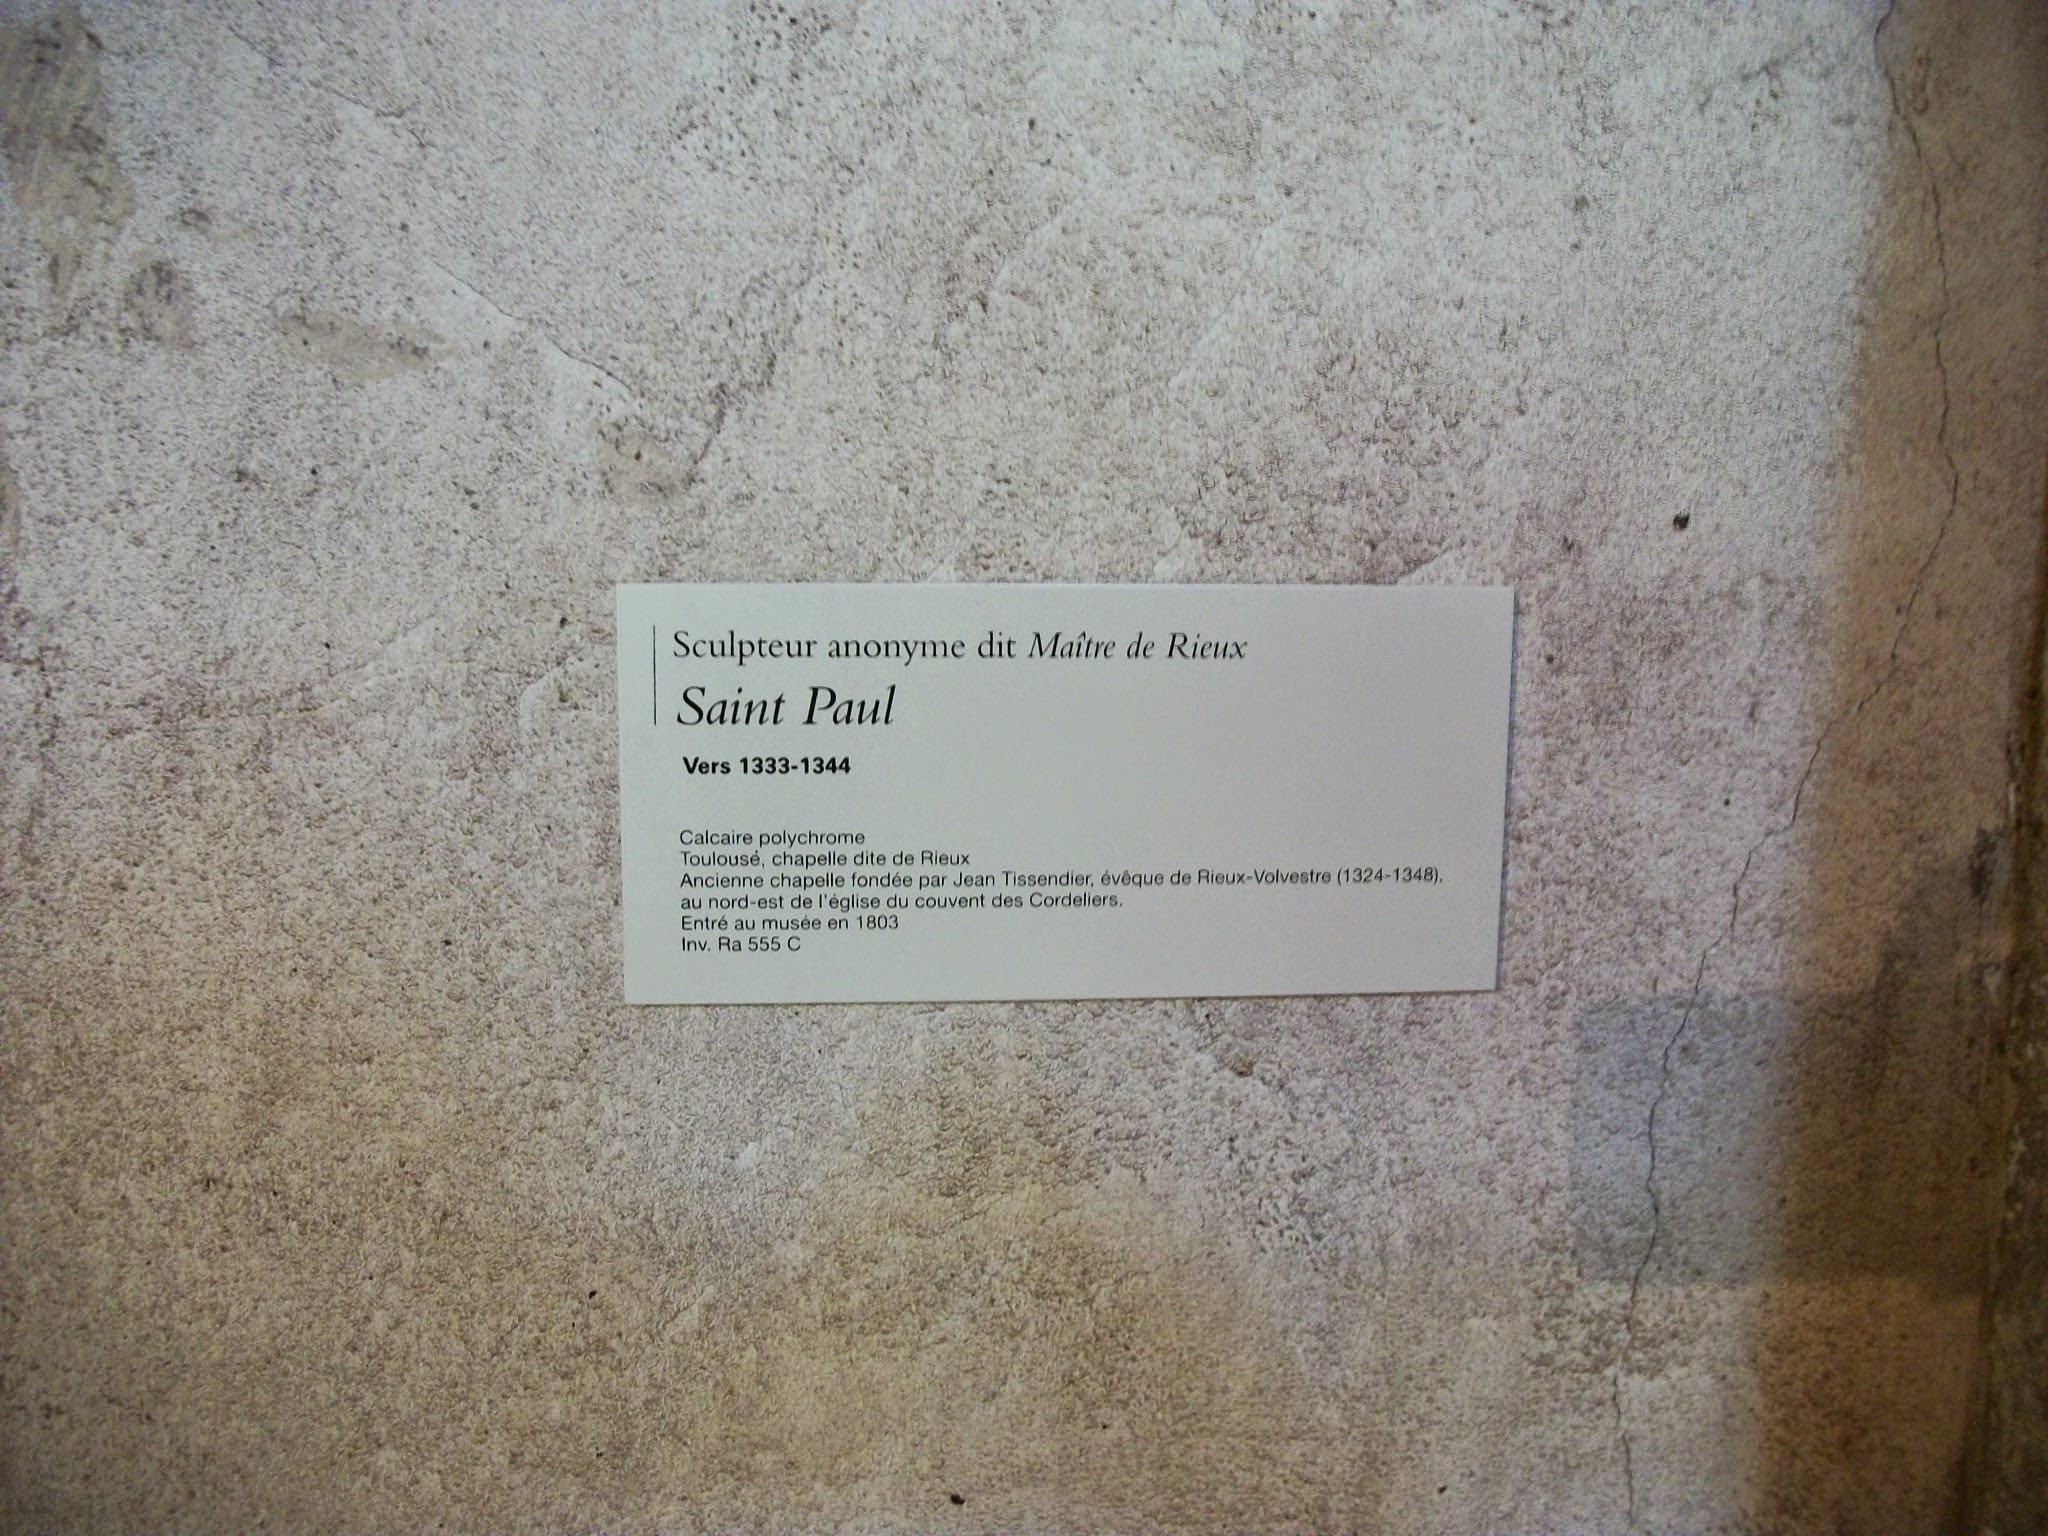 Sculpteur anonyme dit Maître de Rieux
Saint Paul
Vers 1333-1344
Calcaire polychrome
Toulousé, chapelle dite de Rieux
Ancienne chapelle fondée par Jean Tissendier, évêque de Rieux-Volvestre (1324-1348),
au nord-est de l'église du couvent des Cordeliers.
Entré au musée en 1803
Inv. Ra 555 C